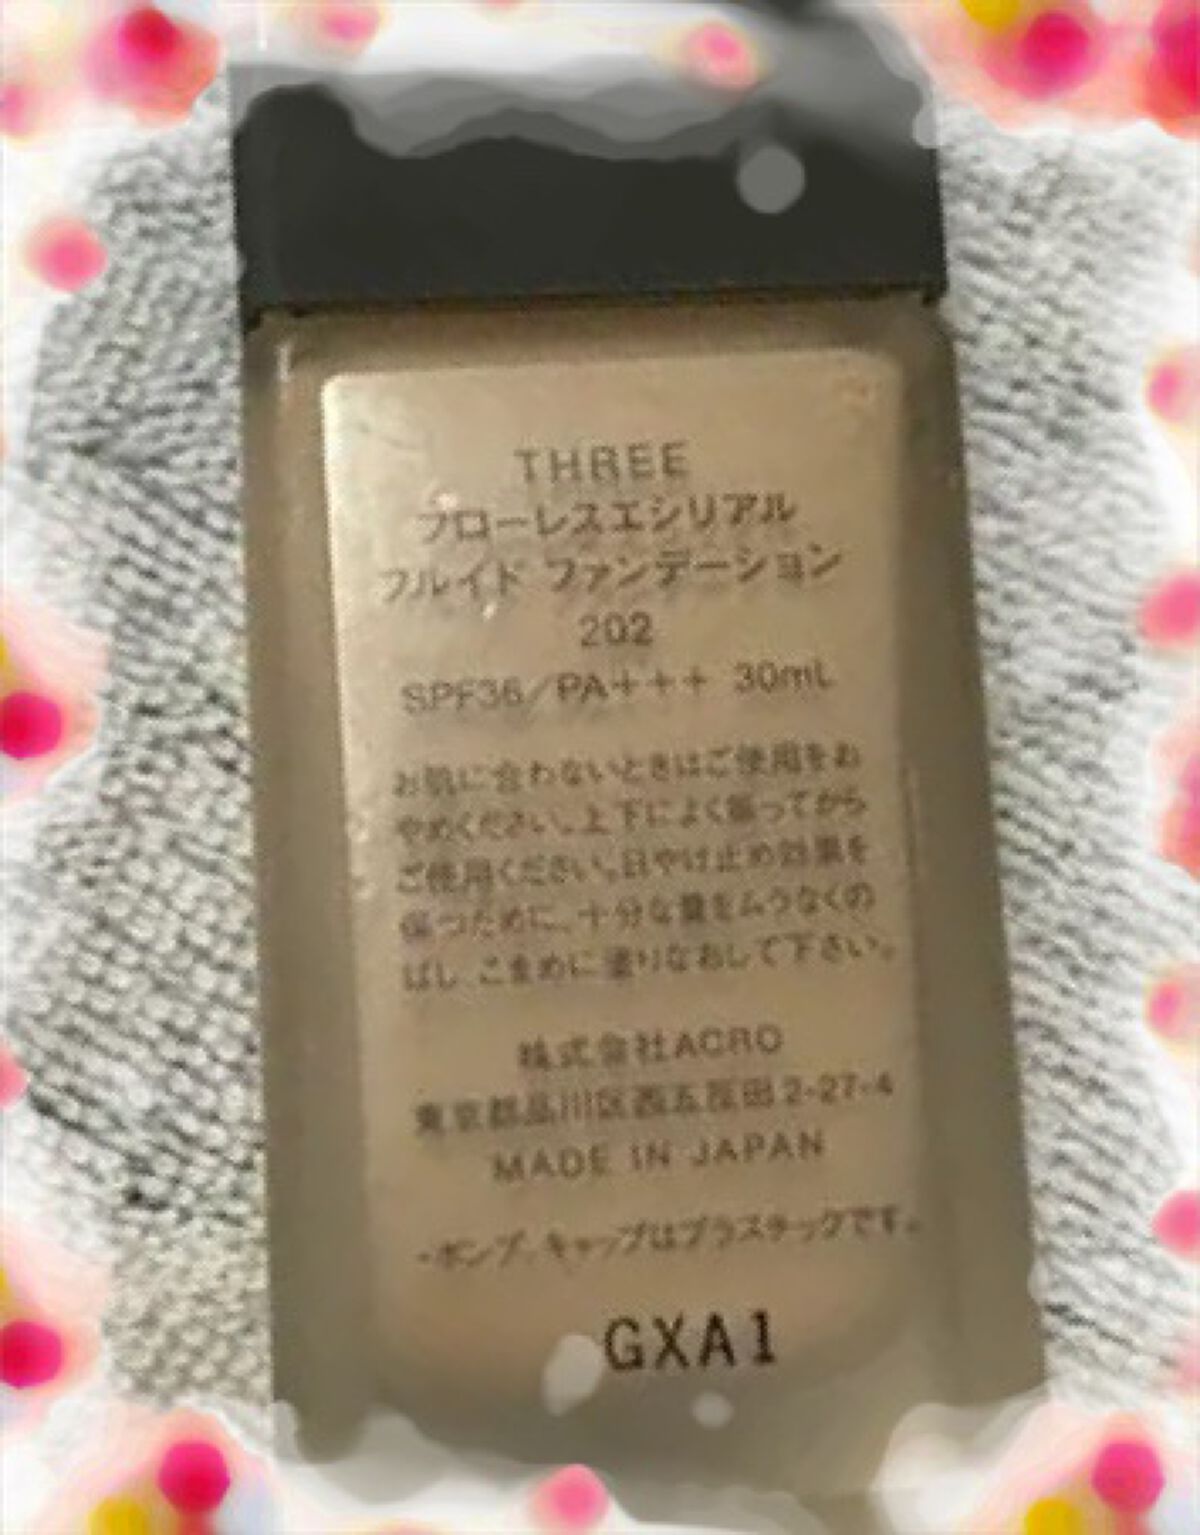 THREE
フローレスエシリアル
フルイド ファンデーション
202
SPF36/PA+++ 30mL
お肌に合わないときはご使用をお
やめください。上下によく振ってから
ご使用ください。日やけ止め効果を
保つために、十分な量をムラなくの
ばし、こまめに塗りなおして下さい。
株式会社ACRO
東京都品川区西五反田2-27-4
MADE IN JAPAN
・ポンプ、キャップはプラスチックです。
GXA1